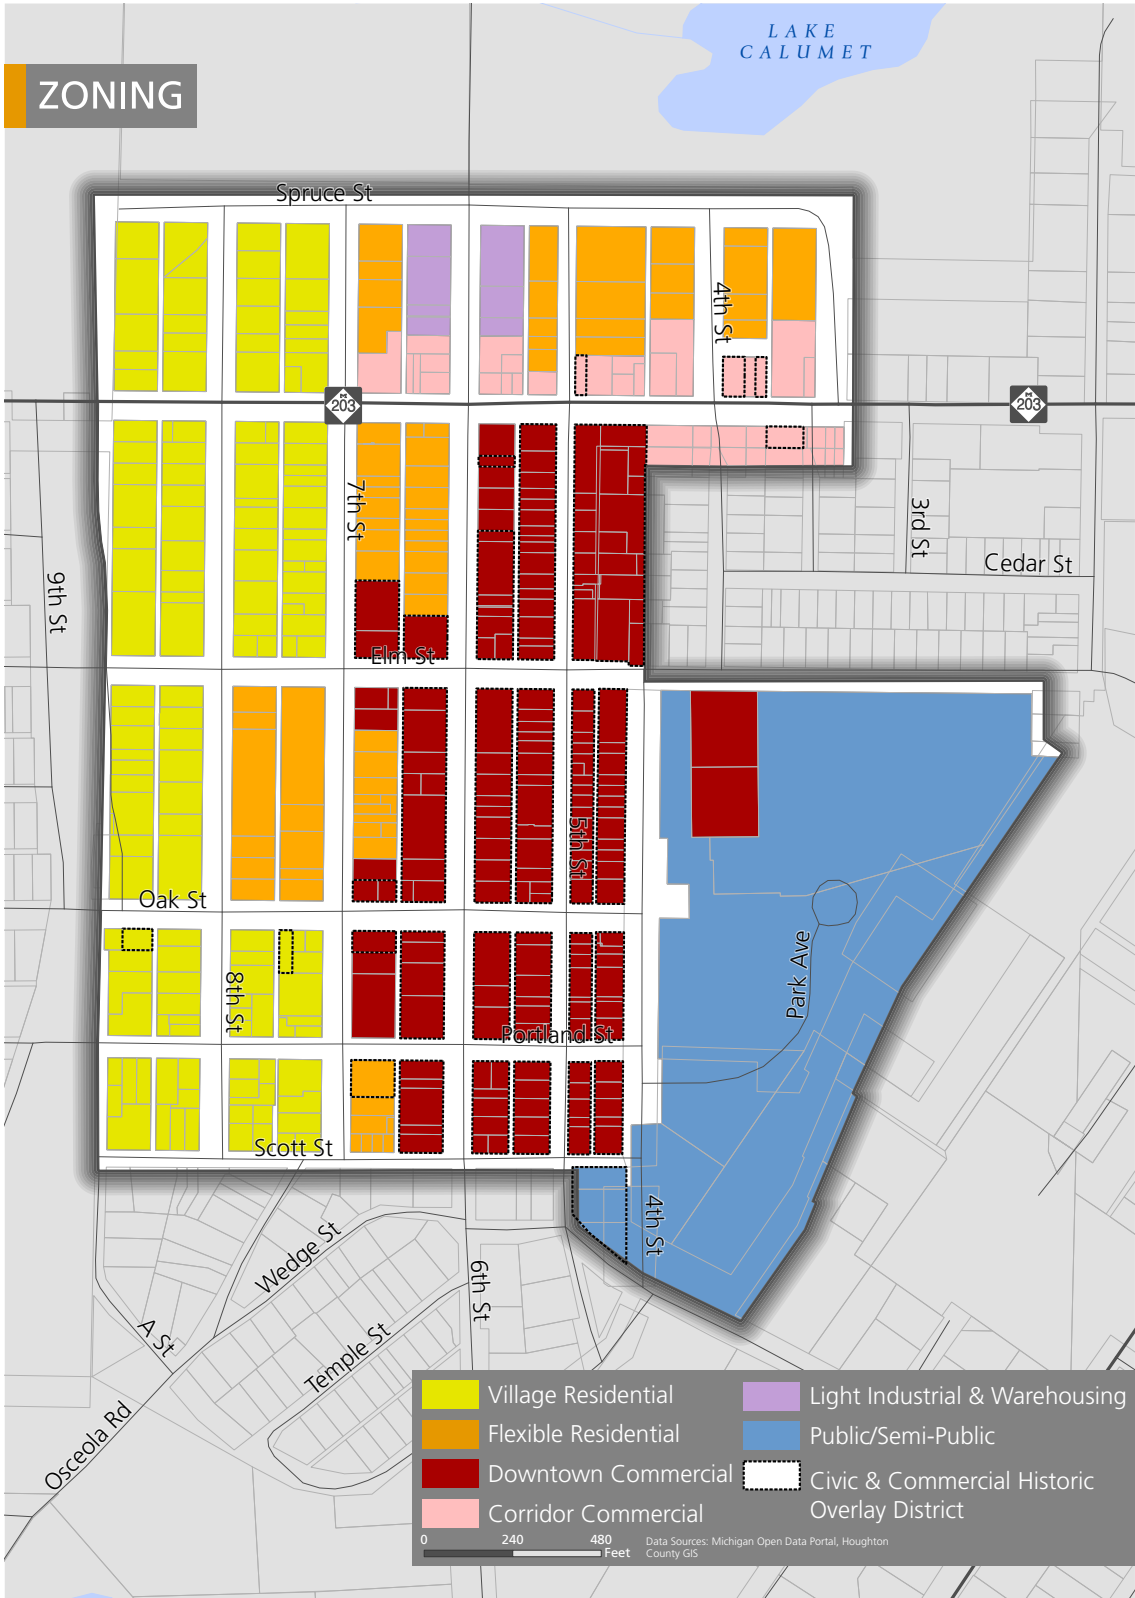 LAKE
CALUMET
ZONING
Spruce St
4th St
M
203
M
203
7th St
3rd St
Cedar St
9th St
Elm St
5th St
Oak St
Park Ave
8th St
Portland St
Scott St
4th St
Wedge St
6th St
A St
Temple St
Osceola Rd
Village Residential
Flexible Residential
Downtown Commercial
Corridor Commercial
Light Industrial & Warehousing
Public/Semi-Public
Civic & Commercial Historic
Overlay District
0 240 480
Feet
Data Sources: Michigan Open Data Portal, Houghton
County GIS